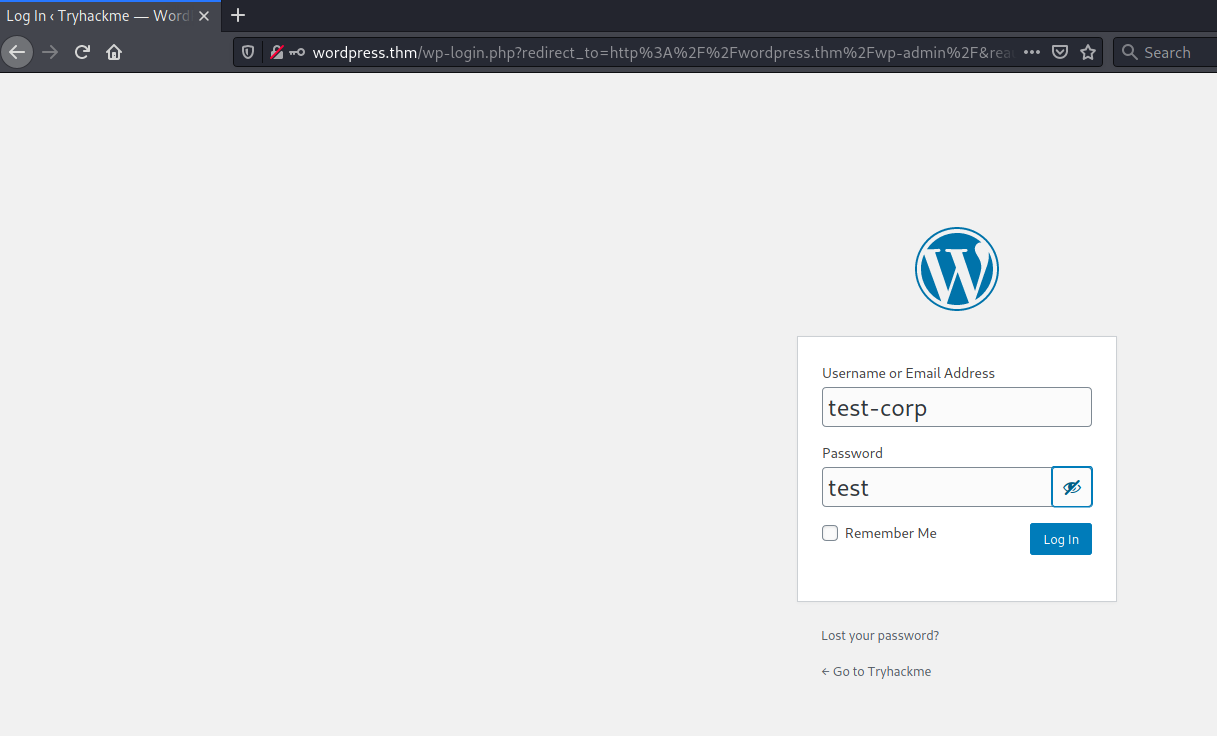 Log In ‹ Tryhackme — Word
wordpress.thm/wp-login.php?redirect_to=http%3A%2F%2Fwordpress.thm%2Fwp-admin%2F&rea
Search
Username or Email Address
test-corp
Password
test
Remember Me
Log In
Lost your password?
← Go to Tryhackme